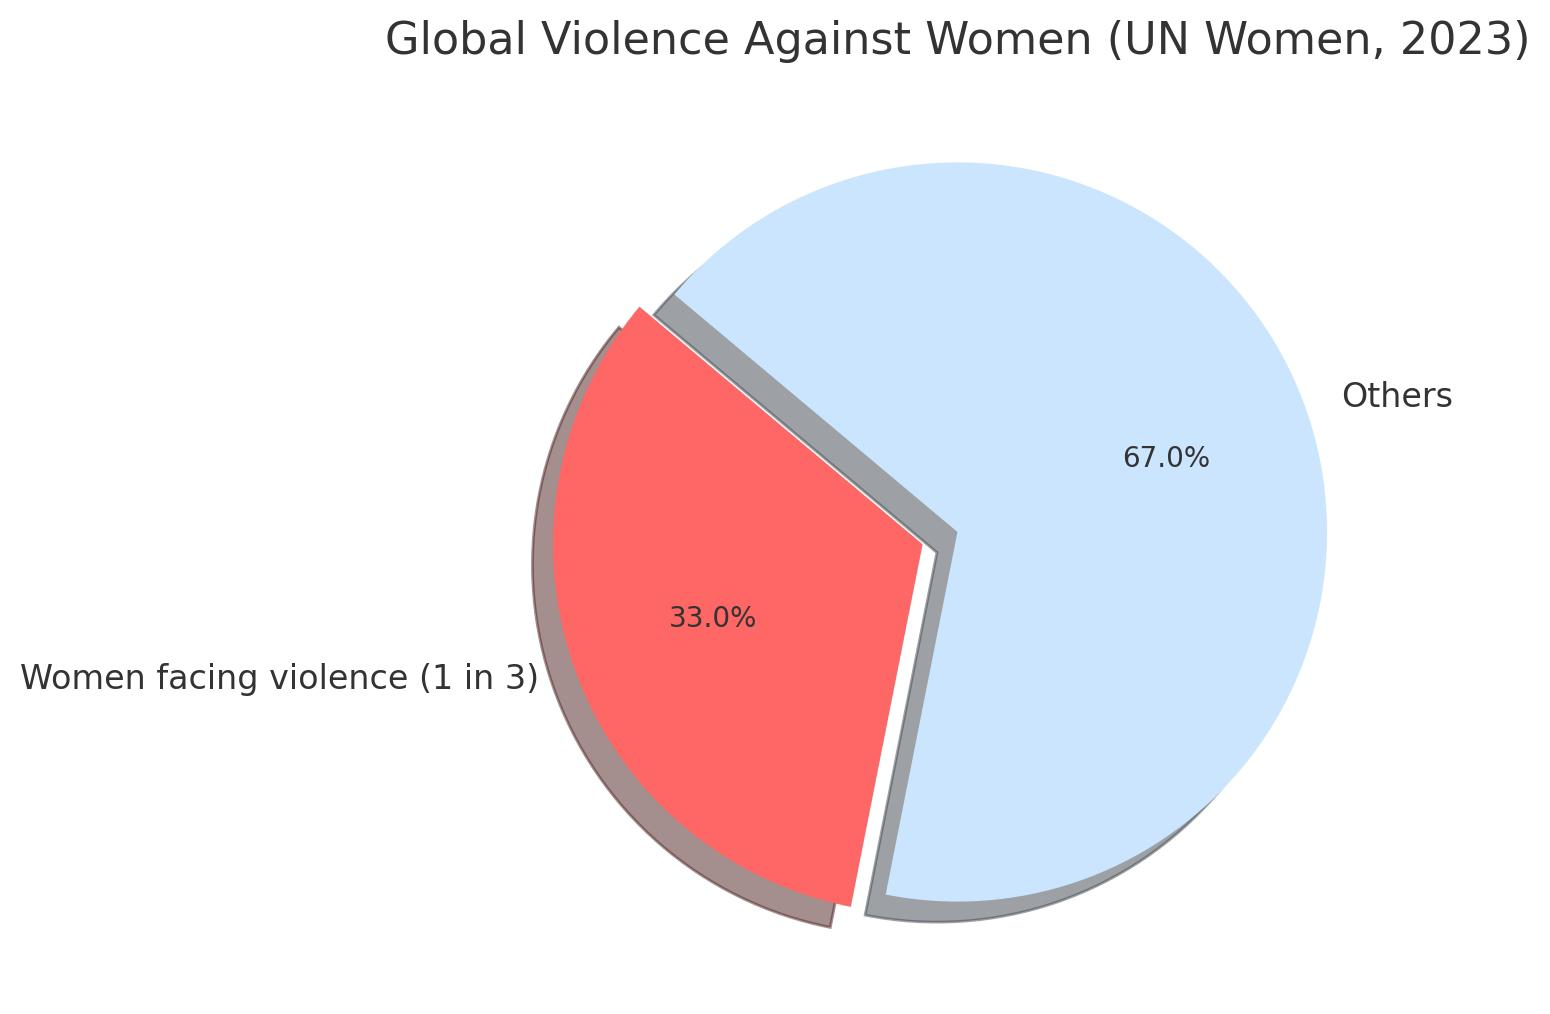 Global Violence Against Women (UN Women, 2023)
Others
67.0%
33.0%
Women facing violence (1 in 3)